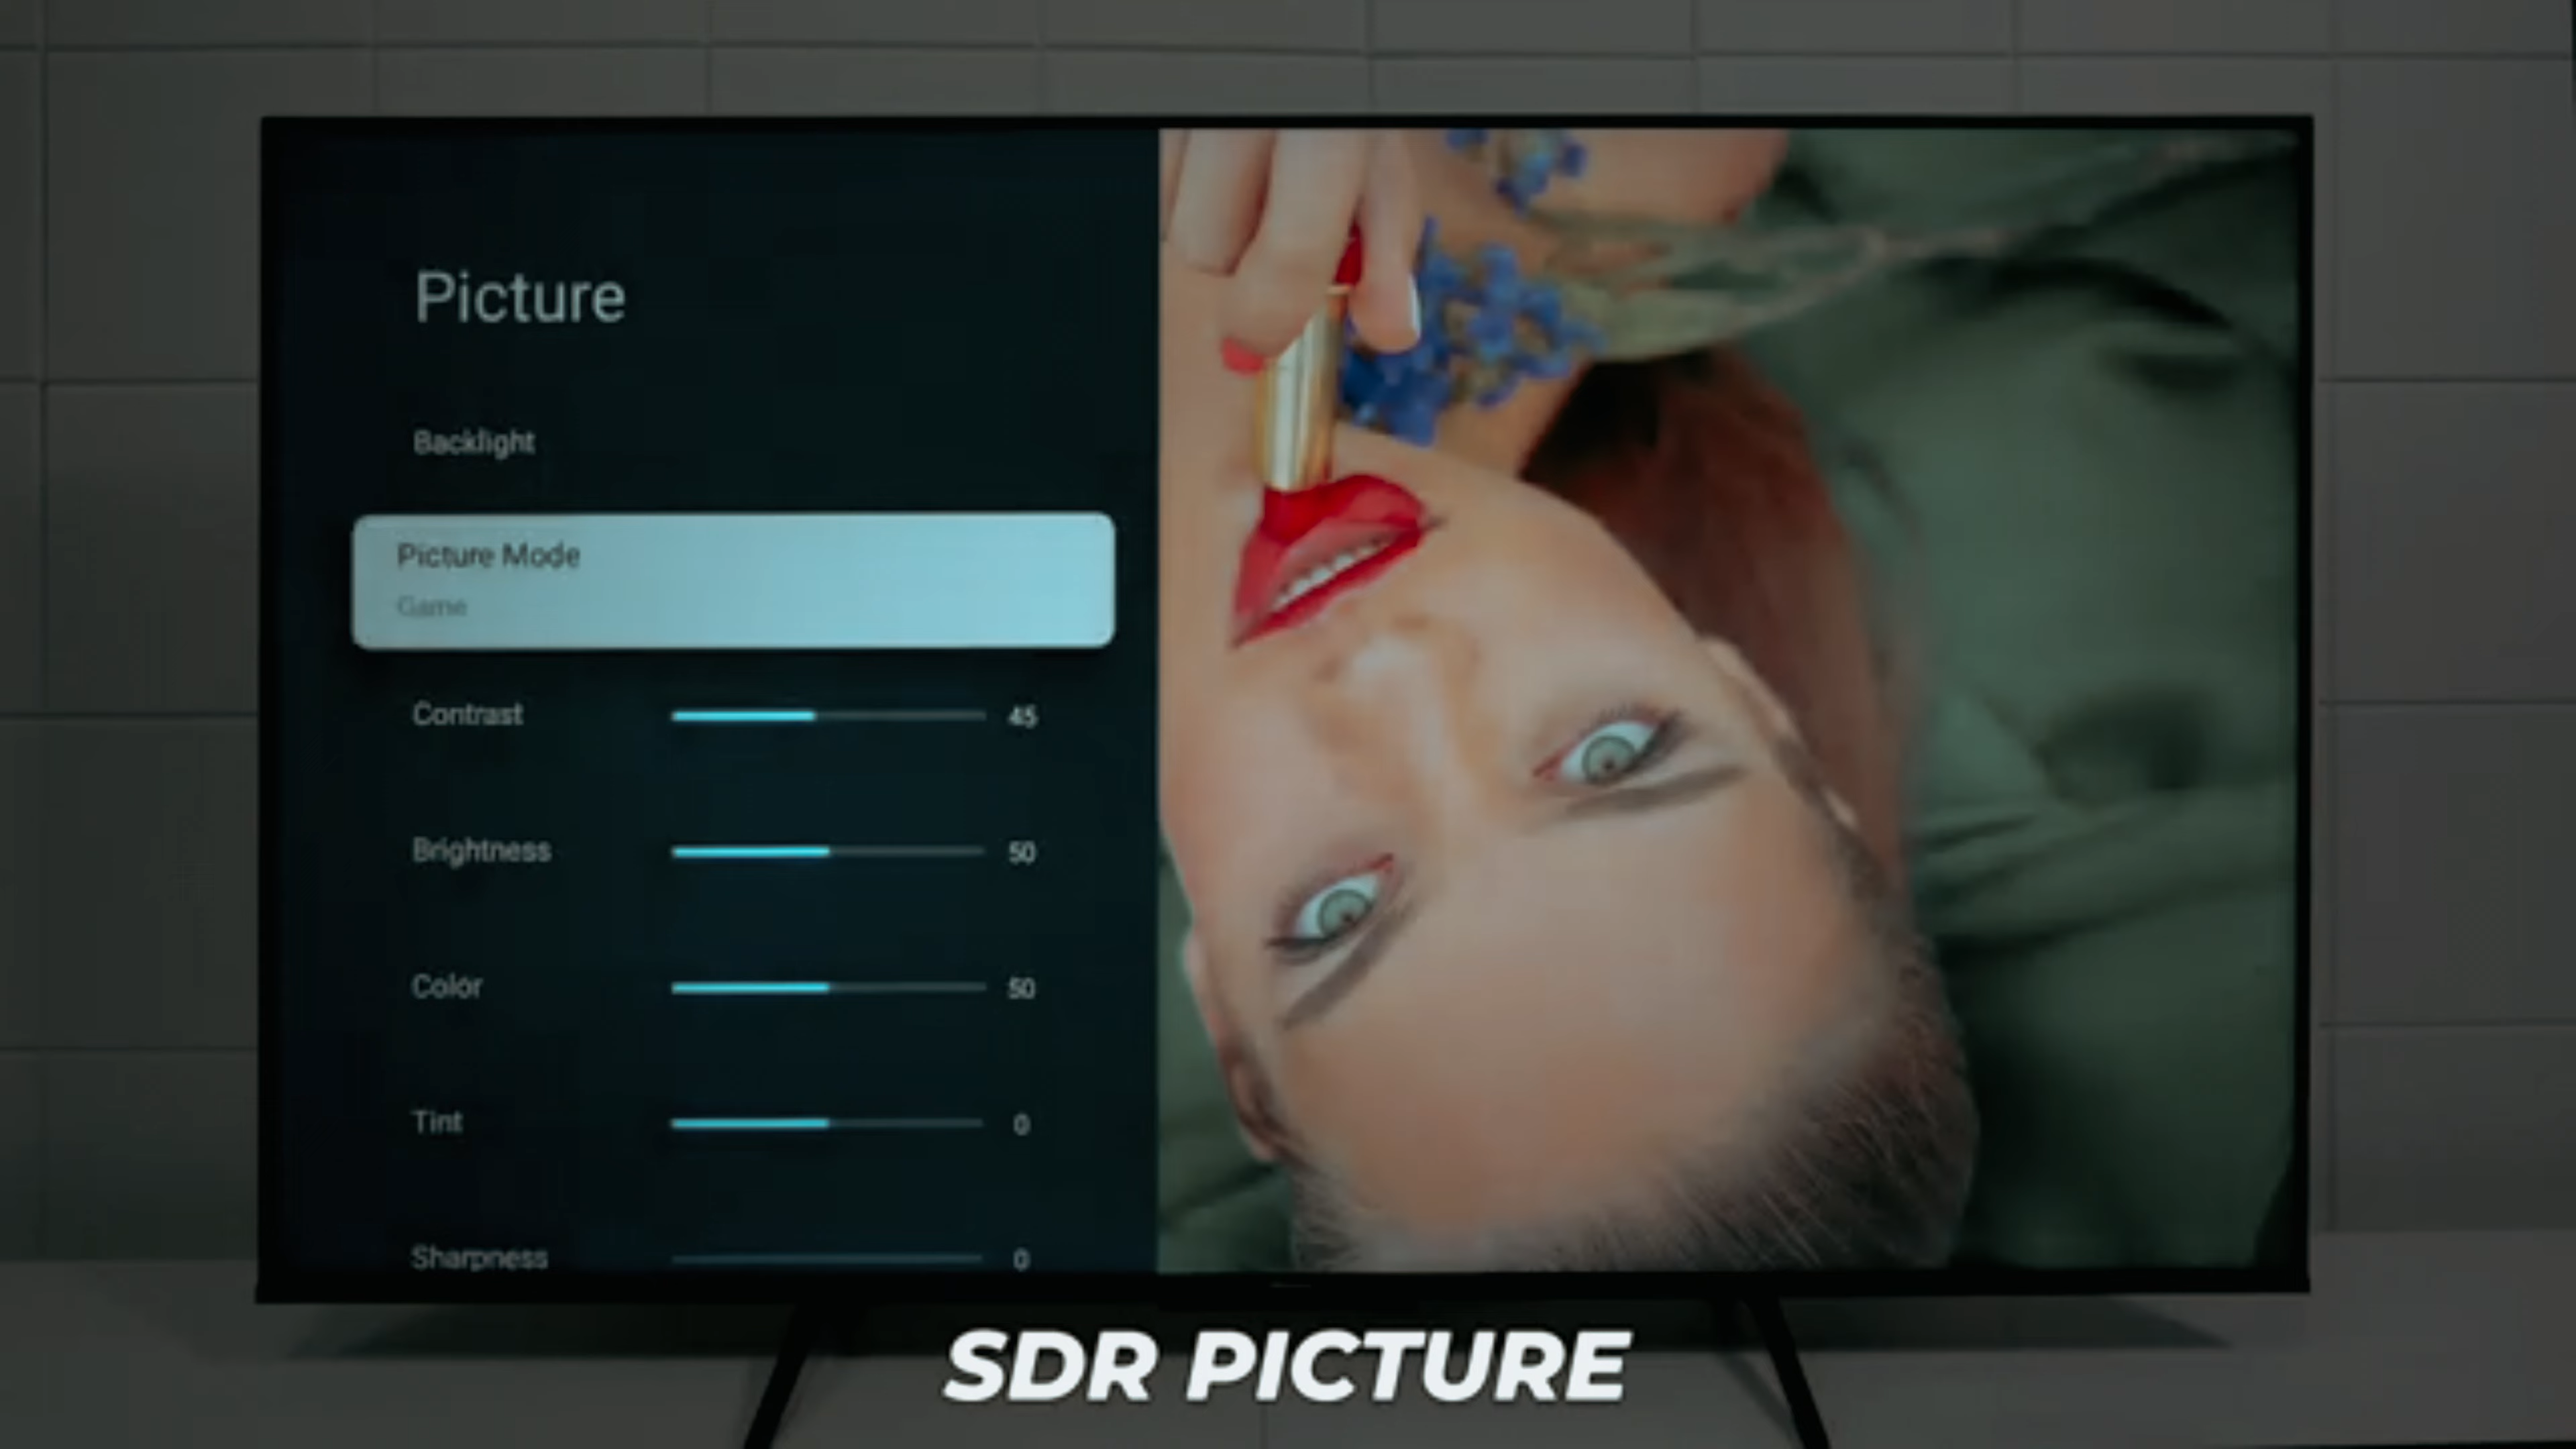 Picture
Backlight
Picture Mode
Game
Contrast 45
Brightness 50
Color 50
Tint 0
Sharpness 0
SDR PICTURE